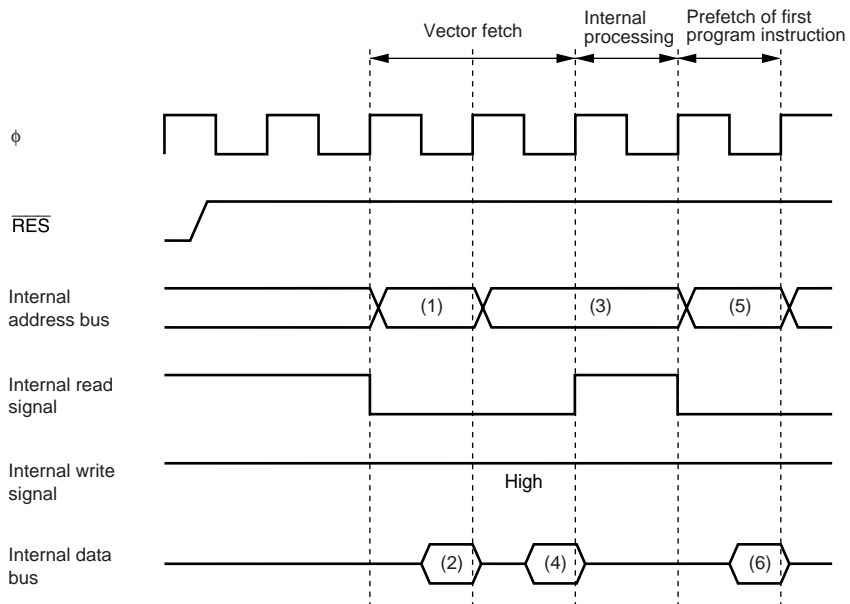 Vector fetch
Internal
processing
Prefetch of first
program instruction
ϕ
RES
Internal
address bus
(1)
(3)
(5)
Internal read
signal
Internal write
signal
High
Internal data
bus
(2)
(4)
(6)